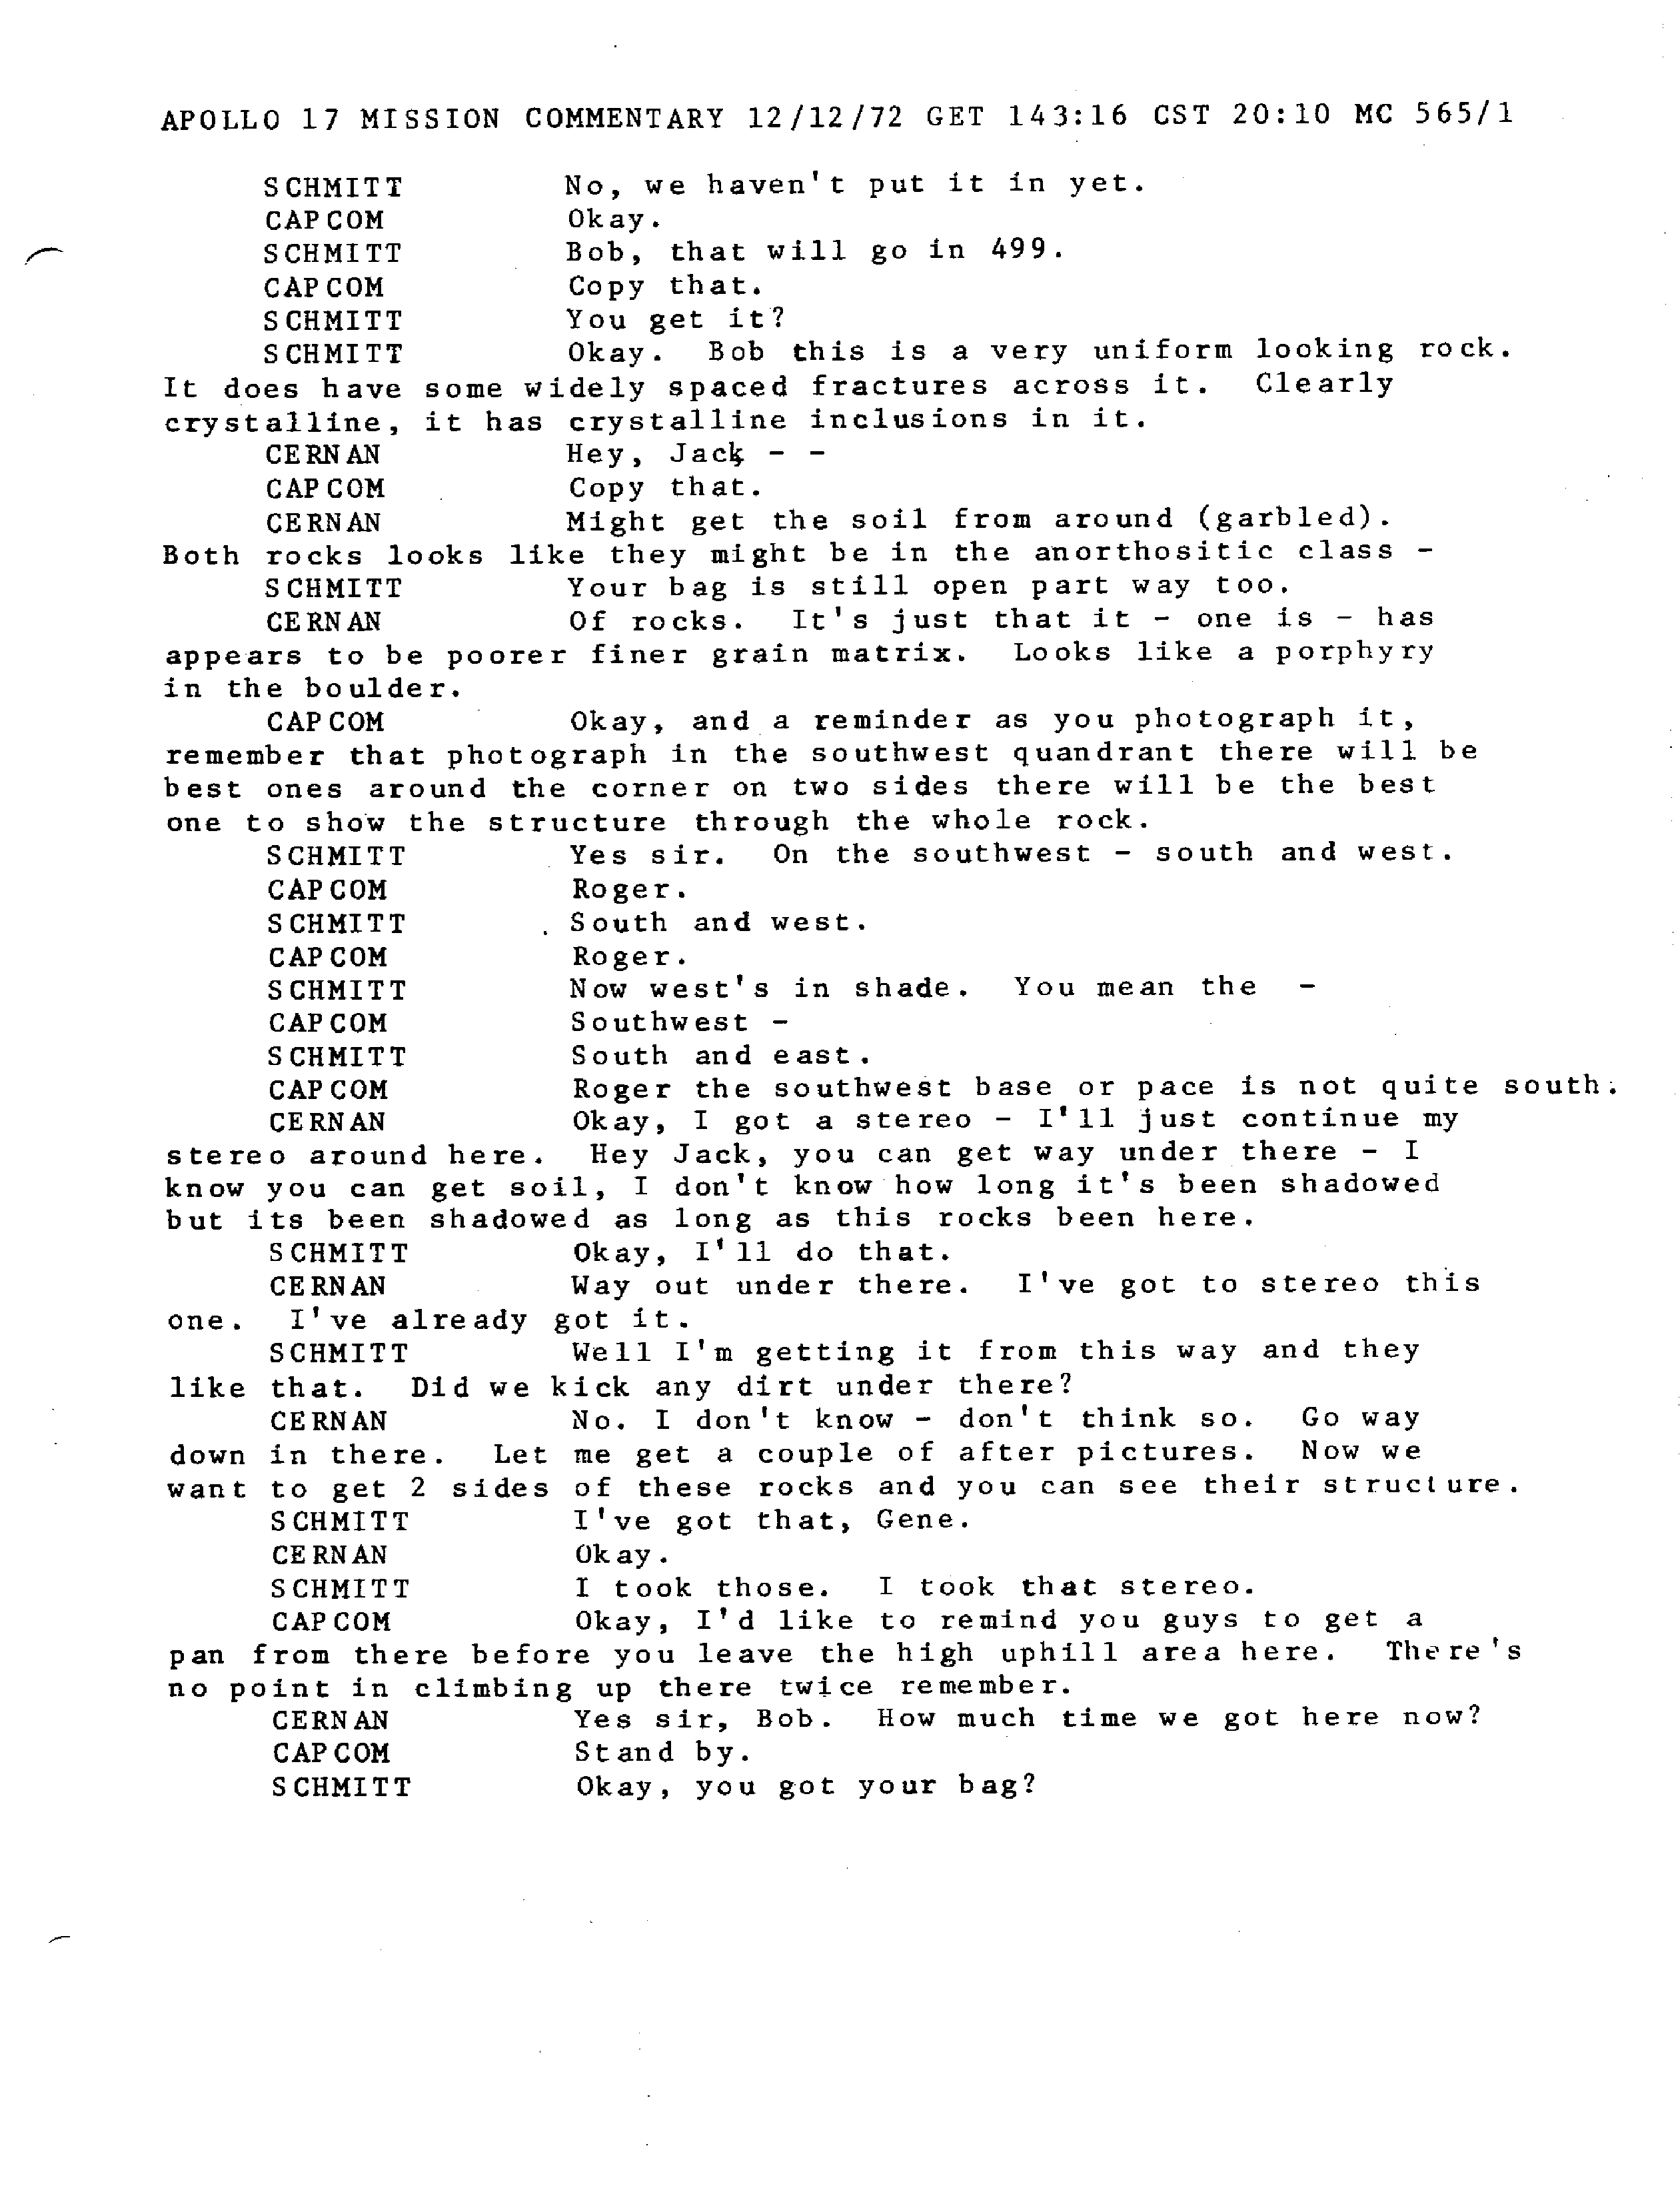 APOLLO 17 MISSION COMMENTARY 12/12/72 GET 143:16 CST 20:10 MC 565/1
SCHMITT No, we haven't put it in yet.
CAPCOM Okay.
SCHMITT Bob, that will go in 499.
CAPCOM Copy that.
SCHMITT You get it?
SCHMITT Okay. Bob this is a very uniform looking rock.
It does have some widely spaced fractures across it. Clearly
crystalline, it has crystalline inclusions in it.
CERNAN Hey, Jack - -
CAPCOM Copy that.
CERNAN Might get the soil from around (garbled).
Both rocks looks like they might be in the anorthositic class -
SCHMITT Your bag is still open part way too.
CERNAN Of rocks. It's just that it - one is - has
appears to be poorer finer grain matrix. Looks like a porphyry
in the boulder.
CAPCOM Okay, and a reminder as you photograph it,
remember that photograph in the southwest quandrant there will be
best ones around the corner on two sides there will be the best
one to show the structure through the whole rock.
SCHMITT Yes sir. On the southwest - south and west.
CAPCOM Roger.
SCHMITT South and west.
CAPCOM Roger.
SCHMITT Now west's in shade. You mean the -
CAPCOM Southwest -
SCHMITT South and east.
CAPCOM Roger the southwest base or pace is not quite south.
CERNAN Okay, I got a stereo - I'll just continue my
stereo around here. Hey Jack, you can get way under there - I
know you can get soil, I don't know how long it's been shadowed
but its been shadowed as long as this rocks been here.
SCHMITT Okay, I'll do that.
CERNAN Way out under there. I've got to stereo this
one. I've already got it.
SCHMITT Well I'm getting it from this way and they
like that. Did we kick any dirt under there?
CERNAN No. I don't know - don't think so. Go way
down in there. Let me get a couple of after pictures. Now we
want to get 2 sides of these rocks and you can see their structure.
SCHMITT I've got that, Gene.
CERNAN Okay.
SCHMITT I took those. I took that stereo.
CAPCOM Okay, I'd like to remind you guys to get a
pan from there before you leave the high uphill area here. There's
no point in climbing up there twice remember.
CERNAN Yes sir, Bob. How much time we got here now?
CAPCOM Stand by.
SCHMITT Okay, you got your bag?